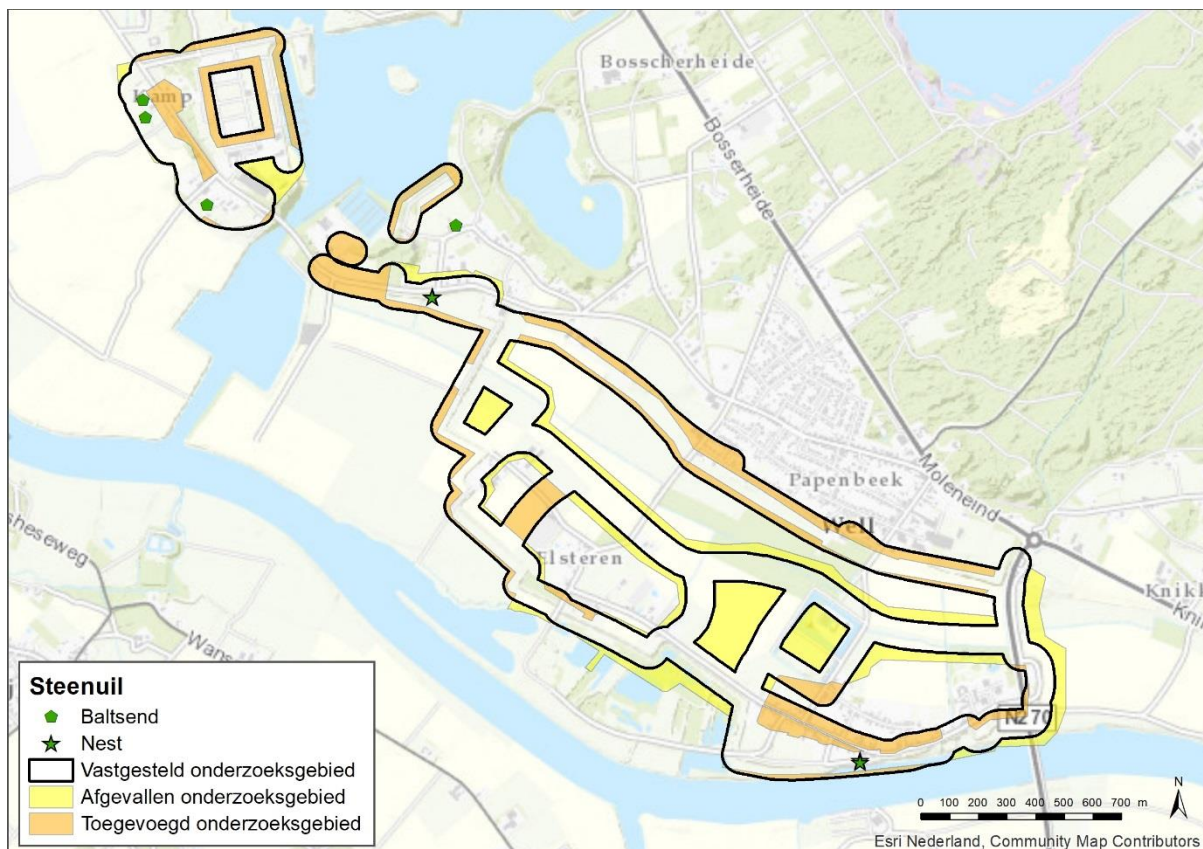 Bosscherheide
Kamp
Bosserheide
Papenbeek
Moleneind
Well
Elsteren
N270
Steenuil
Baltsend
Nest
Vastgesteld onderzoeksgebied
Afgevallen onderzoeksgebied
Toegevoegd onderzoeksgebied
N
0 100 200 300 400 500 600 700 m
Esri Nederland, Community Map Contributors